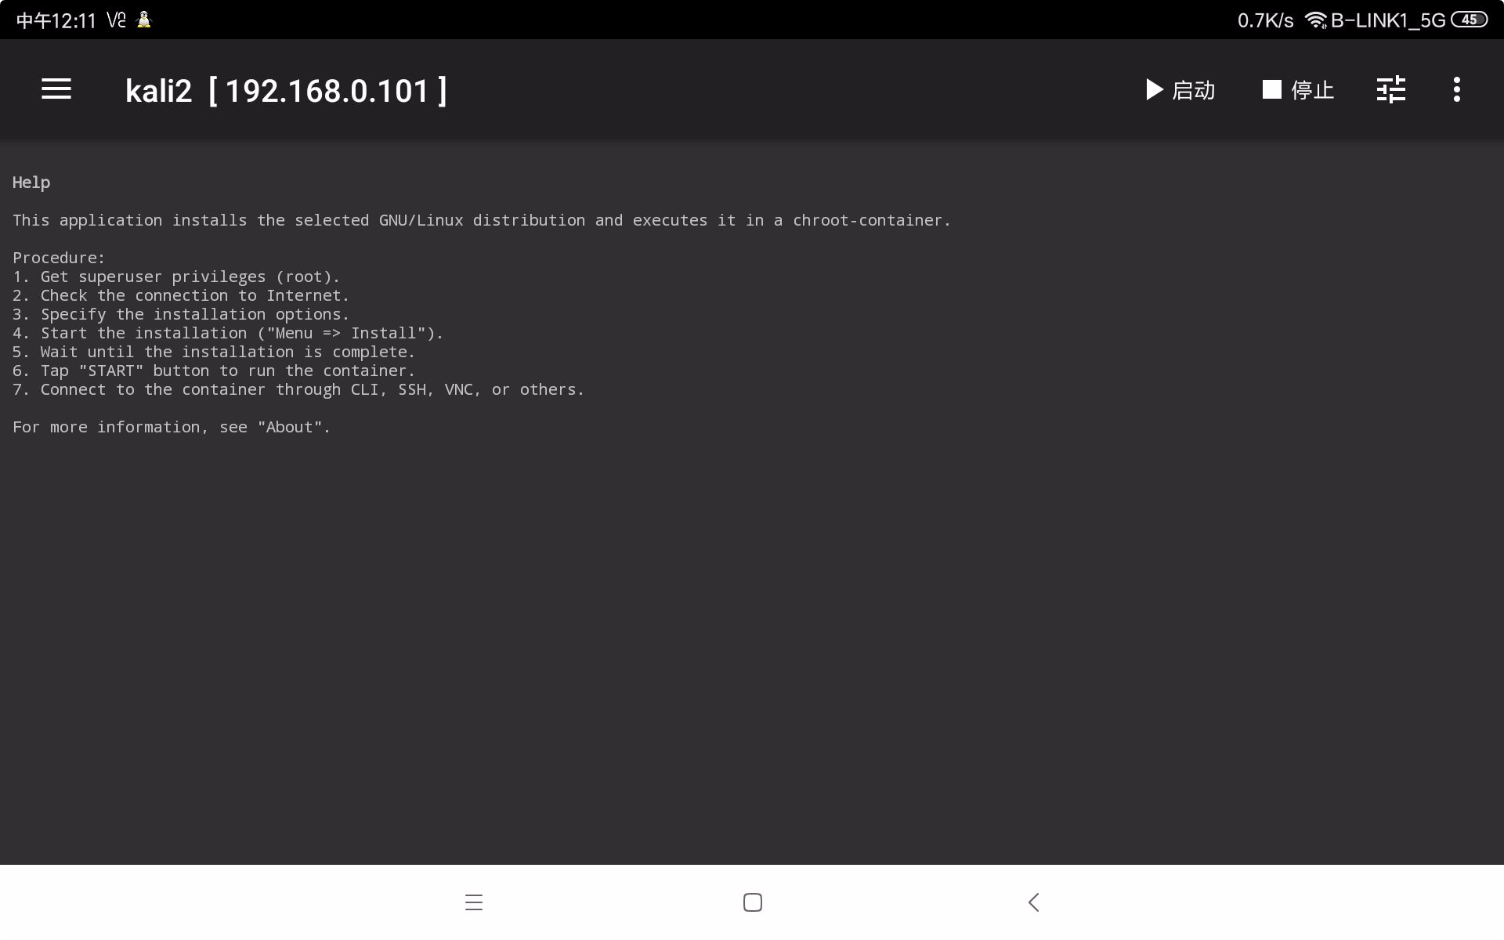 中午12:11
0.7K/s B-LINK1_5G 45
kali2 [ 192.168.0.101 ]
启动 停止
Help
This application installs the selected GNU/Linux distribution and executes it in a chroot-container.
Procedure:
1. Get superuser privileges (root).
2. Check the connection to Internet.
3. Specify the installation options.
4. Start the installation ("Menu => Install").
5. Wait until the installation is complete.
6. Tap "START" button to run the container.
7. Connect to the container through CLI, SSH, VNC, or others.
For more information, see "About".